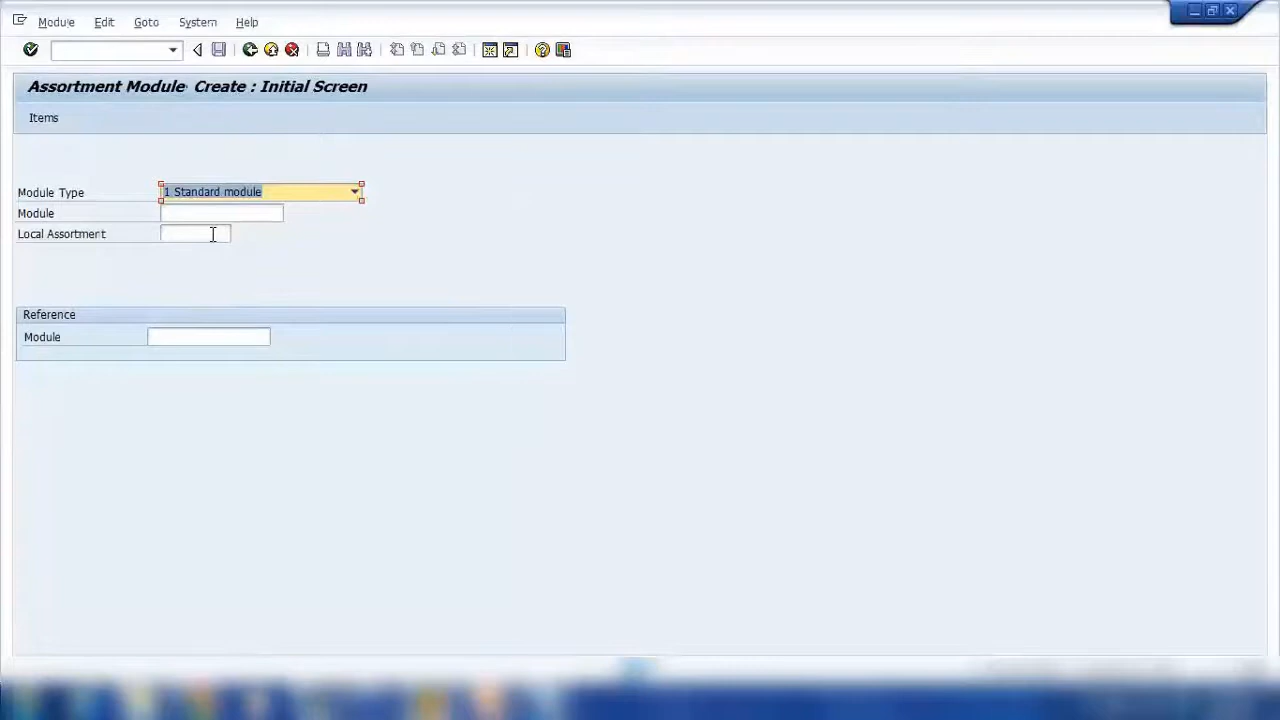 Module Edit Goto System Help
Assortment Module Create : Initial Screen
Items
Module Type 1 Standard module
Module
Local Assortment
Reference
Module